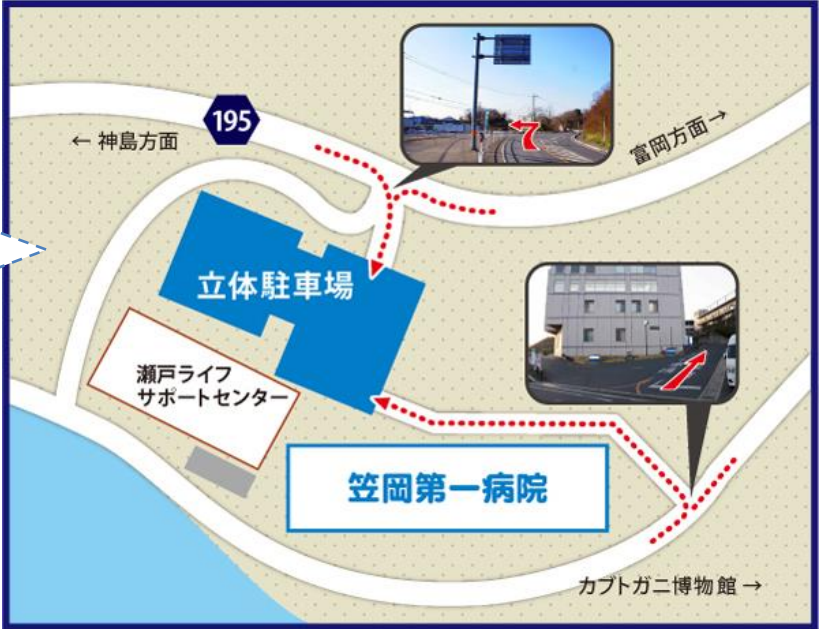 195
← 神島方面
富岡方面 →
立体駐車場
瀬戸ライフ
サポートセンター
笠岡第一病院
カブトガニ博物館 →